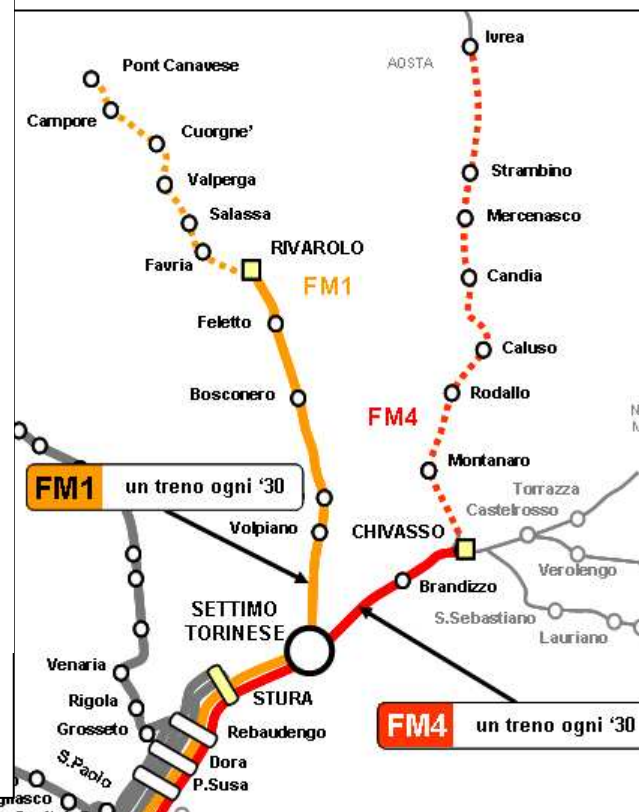 Ivrea
AOSTA
Pont Canavese
Campore
Cuorgne'
Valperga
Strambino
Salassa
Mercenasco
RIVAROLO
Favria
FM1
Candia
Feletto
Caluso
Bosconero
Rodallo
FM4
Montanaro
FM1 un treno ogni '30
Torrazza
Castelrosso
Volpiano
CHIVASSO
Verolengo
Brandizzo
SETTIMO
TORINESE
S.Sebastiano
Lauriano
Venaria
STURA
Rigola
Grosseto
Rebaudengo
FM4 un treno ogni '30
S.Paolo
Dora
P.Susa